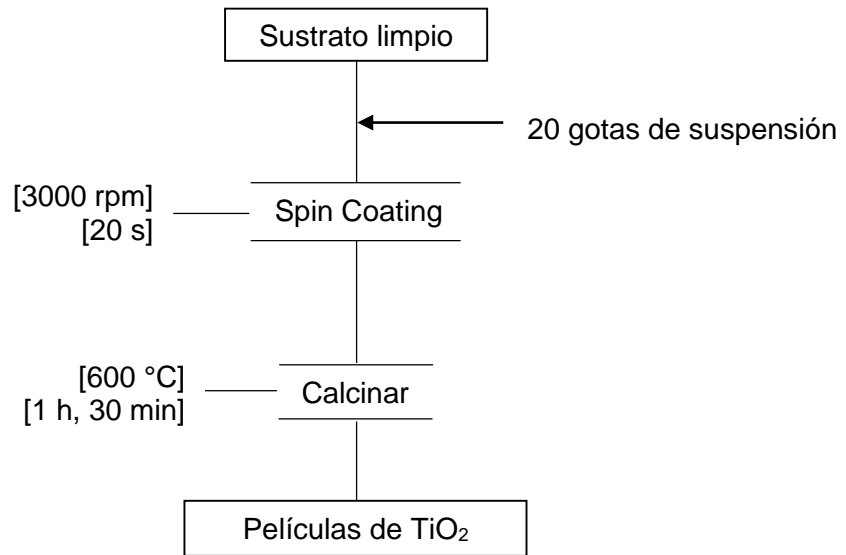 Sustrato limpio
20 gotas de suspensión
[3000 rpm]
[20 s]
Spin Coating
[600 °C]
[1 h, 30 min]
Calcinar
Películas de TiO₂